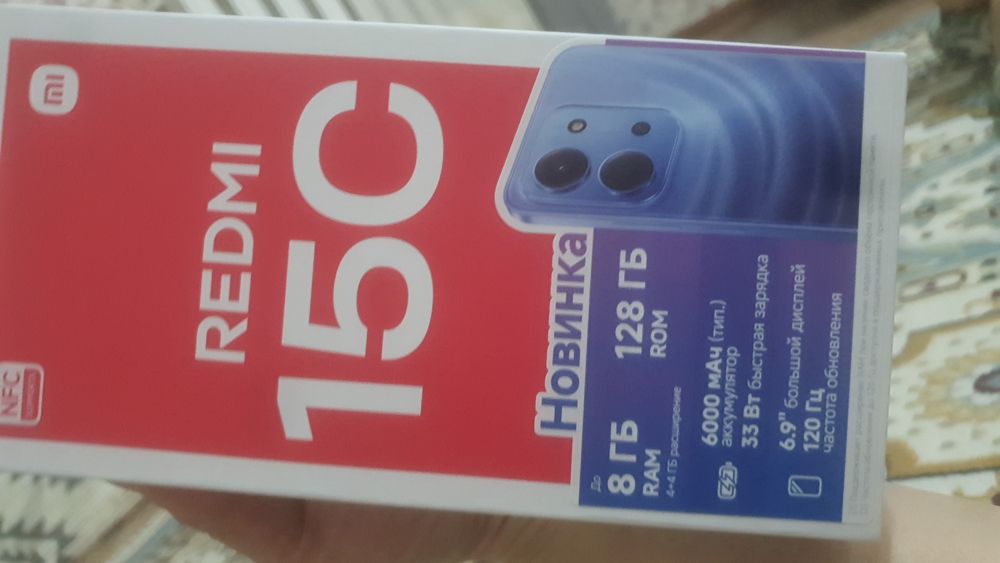 mi
REDMI
15C
NFC
Новинка
До
8 ГБ 128 ГБ
RAM ROM
4+4 ГБ расширение
6000 мАч (тип.)
аккумулятор
33 Вт быстрая зарядка
6.9" большой дисплей
120 Гц
частота обновления